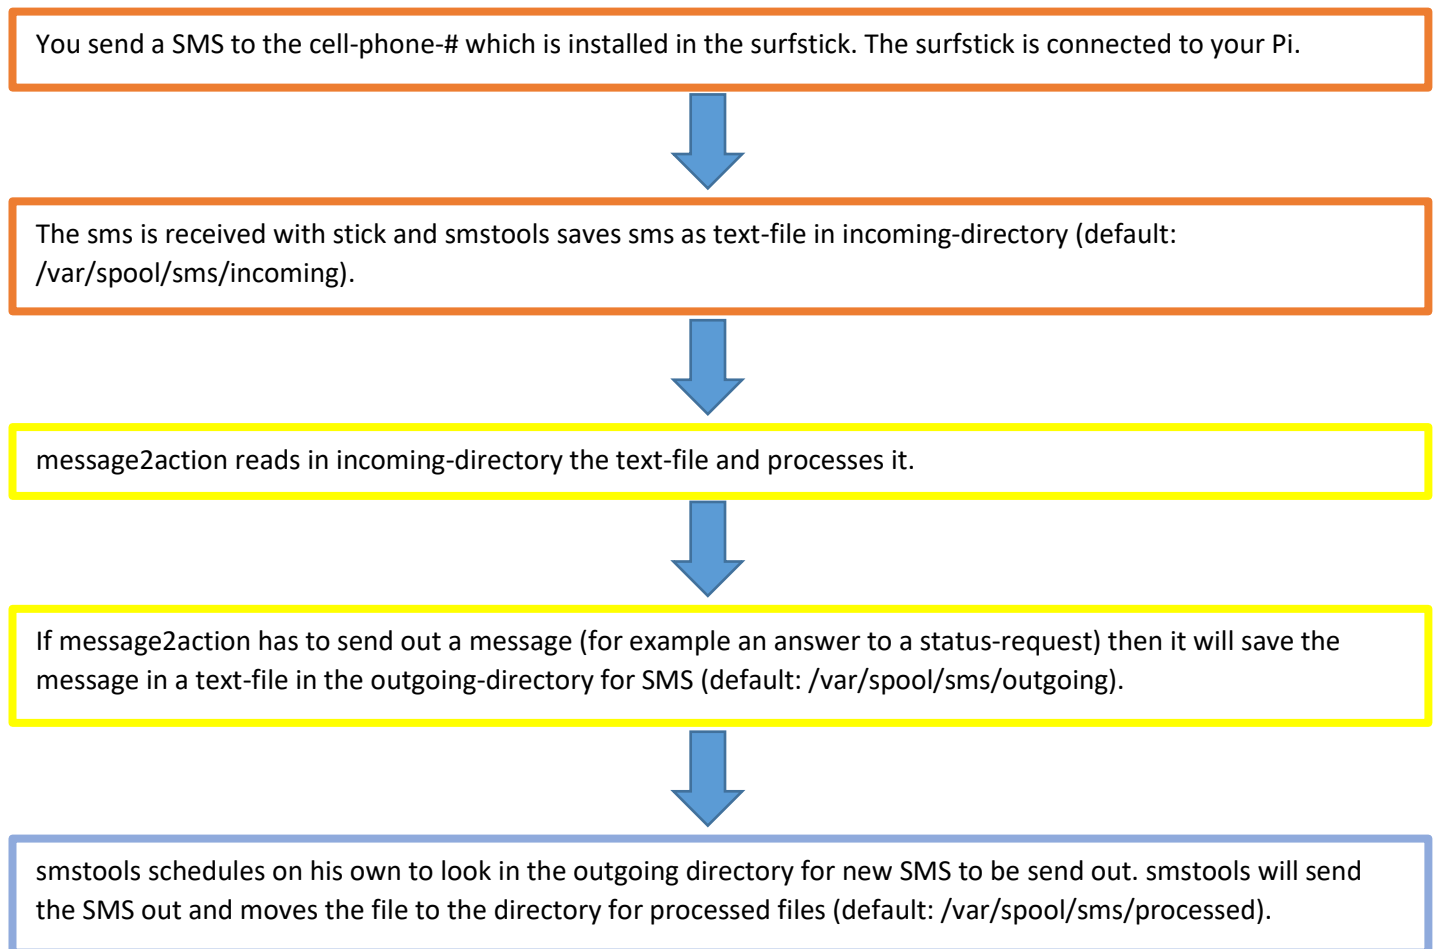 You send a SMS to the cell-phone-# which is installed in the surfstick. The surfstick is connected to your Pi.
The sms is received with stick and smstools saves sms as text-file in incoming-directory (default:
/var/spool/sms/incoming).
message2action reads in incoming-directory the text-file and processes it.
If message2action has to send out a message (for example an answer to a status-request) then it will save the
message in a text-file in the outgoing-directory for SMS (default: /var/spool/sms/outgoing).
smstools schedules on his own to look in the outgoing directory for new SMS to be send out. smstools will send
the SMS out and moves the file to the directory for processed files (default: /var/spool/sms/processed).